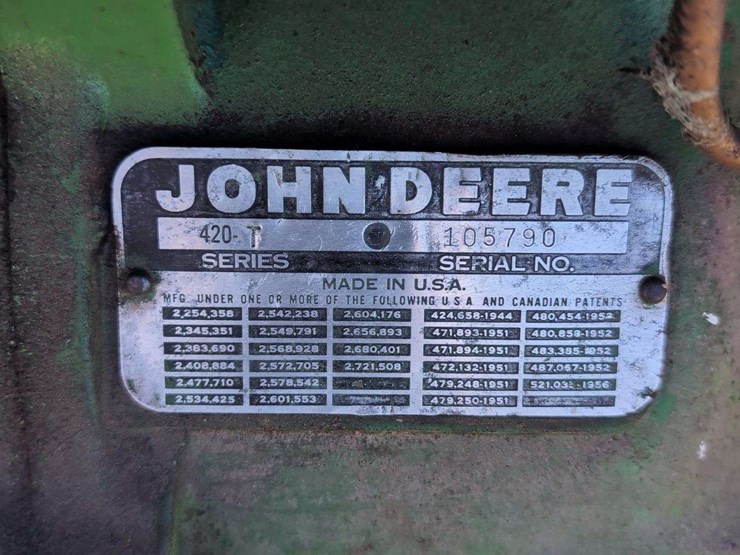 JOHN DEERE
420-T 105790
SERIES SERIAL NO.
MADE IN U.S.A.
MFG. UNDER ONE OR MORE OF THE FOLLOWING U S A AND CANADIAN PATENTS
2,254,358 2,542,238 2,604,176 424,658-1944 480,454-1952
2,345,351 2,549,791 2,656,893 471,893-1951 480,858-1952
2,383,690 2,568,928 2,680,401 471,894-1951 483,385-1952
2,408,884 2,572,705 2,721,508 472,132-1951 487,067-1952
2,477,710 2,578,542 479,248-1951
2,534,425 2,601,553 479,250-1951